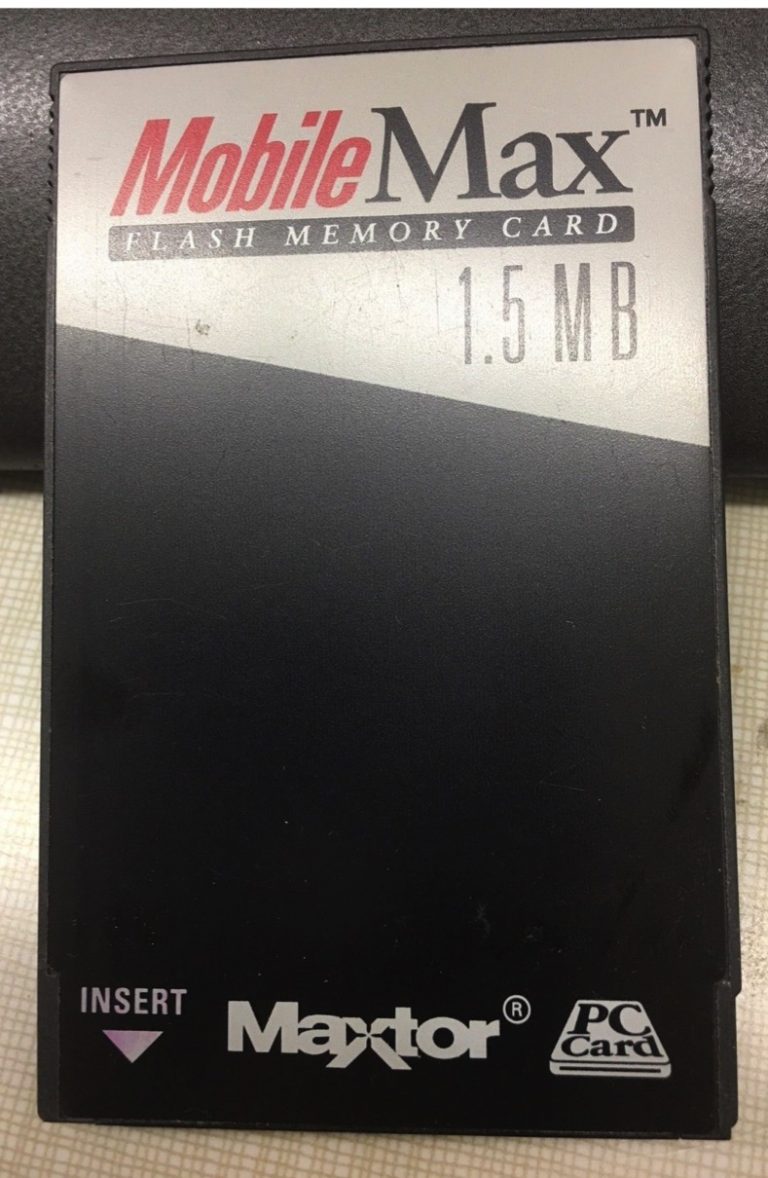 MobileMax™
FLASH MEMORY CARD
1.5 MB
INSERT
Maxtor®
PC
Card